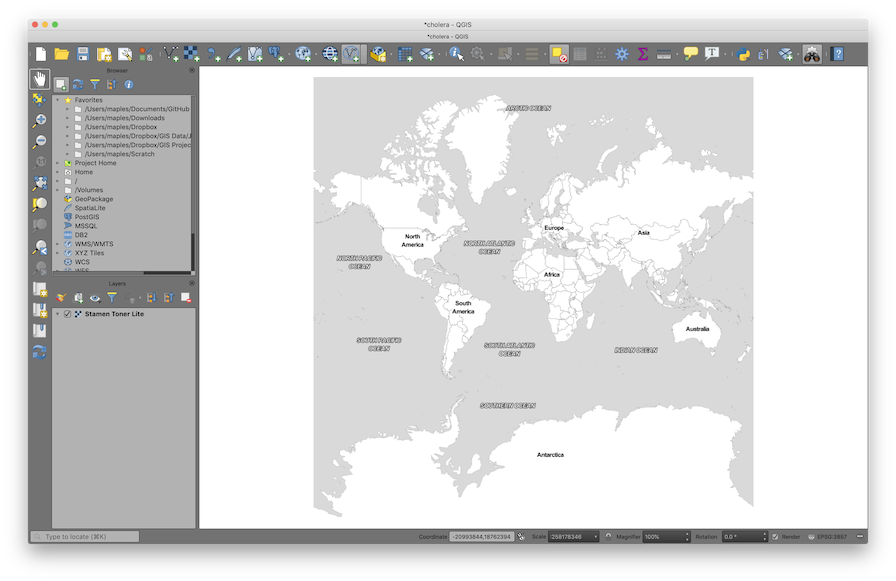 *cholera - QGIS
*cholera - QGIS
Browser
Favorites
/Users/maples/Documents/GitHub
/Users/maples/Downloads
/Users/maples/Dropbox
/Users/maples/Dropbox/GIS Data/J
/Users/maples/Dropbox/GIS Projec
/Users/maples/Scratch
Project Home
Home
/
/Volumes
GeoPackage
SpatiaLite
PostGIS
MSSQL
DB2
WMS/WMTS
XYZ Tiles
WCS
WFS
Layers
Stamen Toner Lite
ARCTIC OCEAN
North
America
NORTH ATLANTIC
OCEAN
Europe
Asia
NORTH PACIFIC
OCEAN
Africa
South
America
Australia
SOUTH PACIFIC
OCEAN
SOUTH ATLANTIC
OCEAN
INDIAN OCEAN
SOUTHERN OCEAN
Antarctica
Type to locate (⌘K)
Coordinate -20993844,18762394 Scale :258178346 Magnifier 100% Rotation 0.0 ° Render EPSG:3857